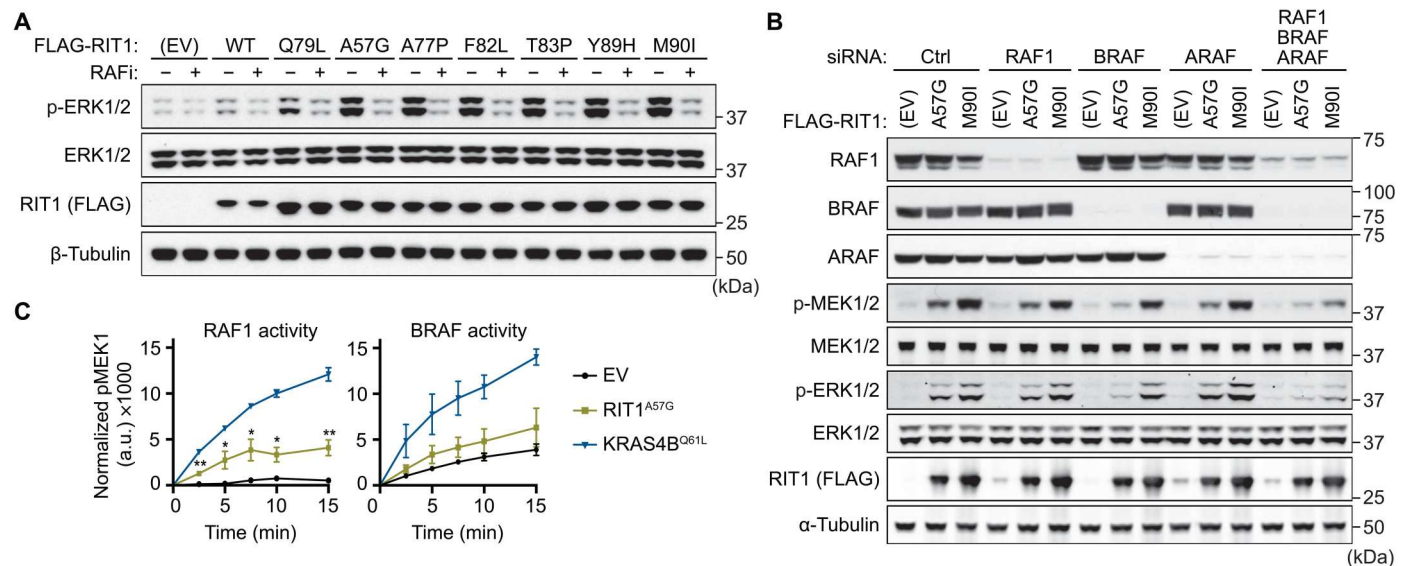 A
FLAG-RIT1: (EV) WT Q79L A57G A77P F82L T83P Y89H M90I
RAFi: – + – + – + – + – + – + – + – + – +
p-ERK1/2
37
ERK1/2
37
RIT1 (FLAG)
25
β-Tubulin
50
(kDa)
B
RAF1
BRAF
ARAF
siRNA: Ctrl RAF1 BRAF ARAF
FLAG-RIT1: (EV) A57G M90I (EV) A57G M90I (EV) A57G M90I (EV) A57G M90I (EV) A57G M90I
RAF1
75
BRAF
100
75
ARAF
75
p-MEK1/2
37
MEK1/2
37
p-ERK1/2
37
ERK1/2
37
RIT1 (FLAG)
25
α-Tubulin
50
(kDa)
C
RAF1 activity
Normalized pMEK1
(a.u.) ×1000
15
10
5
0
** * * * **
0 5 10 15
Time (min)
BRAF activity
15
10
5
0
0 5 10 15
Time (min)
EV
RIT1A57G
KRAS4BQ61L